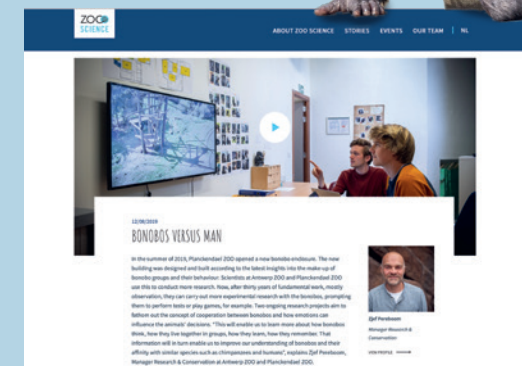 ZOO
SCIENCE
ABOUT ZOO SCIENCE STORIES EVENTS OUR TEAM | NL
12/08/2019
BONOBOS VERSUS MAN
In the summer of 2019, Planckendael ZOO opened a new bonobo enclosure. The new
building was designed and built according to the latest insights into the make-up of
bonobo groups and their behaviour. Scientists at Antwerp ZOO and Planckendael ZOO
use this to conduct more research. Now, after thirty years of fundamental work, mostly
observation, they can carry out more experimental research with the bonobos, prompting
them to perform tests or play games, for example. Two ongoing research projects aim to
fathom out the concept of cooperation between bonobos and how emotions can
influence the animals' decisions. "This will enable us to learn more about how bonobos
think, how they live together in groups, how they learn, how they remember. That
information will in turn enable us to improve our understanding of bonobos and their
affinity with similar species such as chimpanzees and humans", explains Zjef Pereboom,
Manager Research & Conservation at Antwerp ZOO and Planckendael ZOO.
Zjef Pereboom
Manager Research &
Conservation
VIEW PROFILE